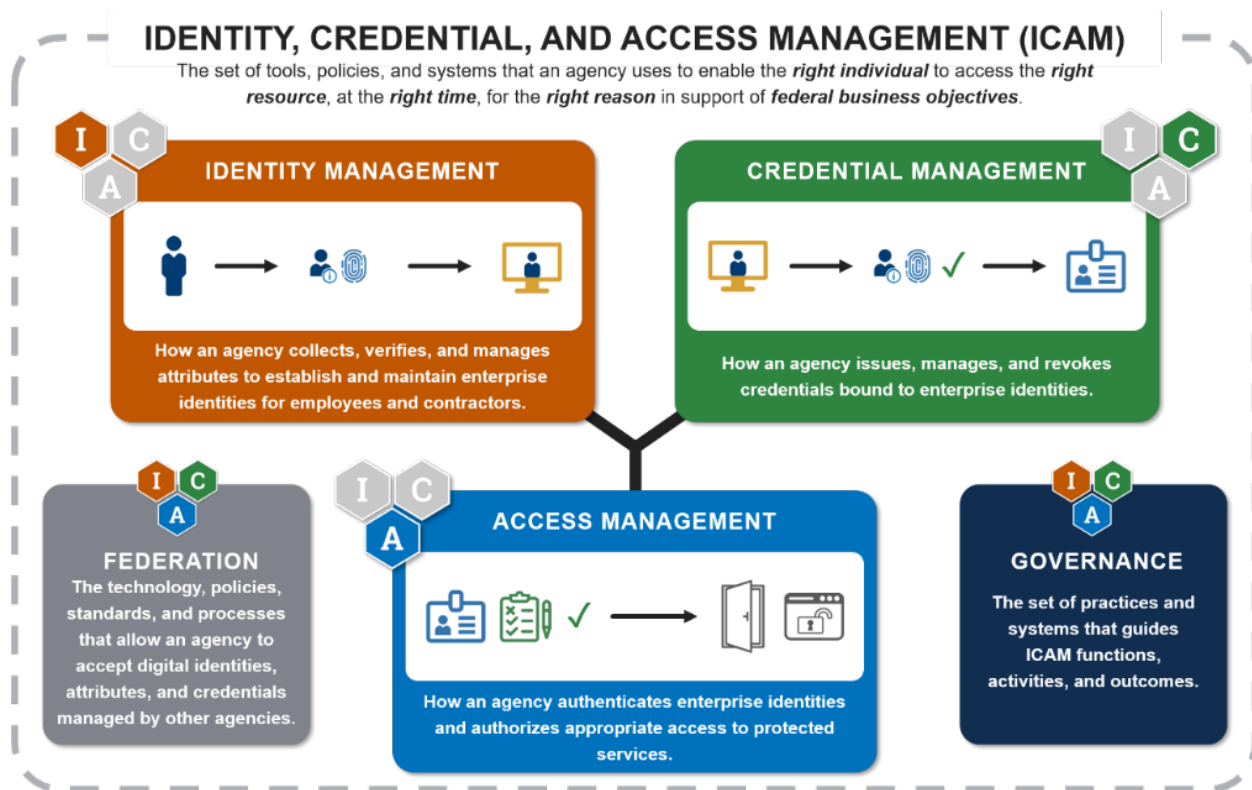 IDENTITY, CREDENTIAL, AND ACCESS MANAGEMENT (ICAM)
The set of tools, policies, and systems that an agency uses to enable the right individual to access the right
resource, at the right time, for the right reason in support of federal business objectives.
I C
A
IDENTITY MANAGEMENT
How an agency collects, verifies, and manages
attributes to establish and maintain enterprise
identities for employees and contractors.
I C
A
CREDENTIAL MANAGEMENT
How an agency issues, manages, and revokes
credentials bound to enterprise identities.
I C
A
FEDERATION
The technology, policies,
standards, and processes
that allow an agency to
accept digital identities,
attributes, and credentials
managed by other agencies.
I C
A
ACCESS MANAGEMENT
How an agency authenticates enterprise identities
and authorizes appropriate access to protected
services.
I C
A
GOVERNANCE
The set of practices and
systems that guides
ICAM functions,
activities, and outcomes.